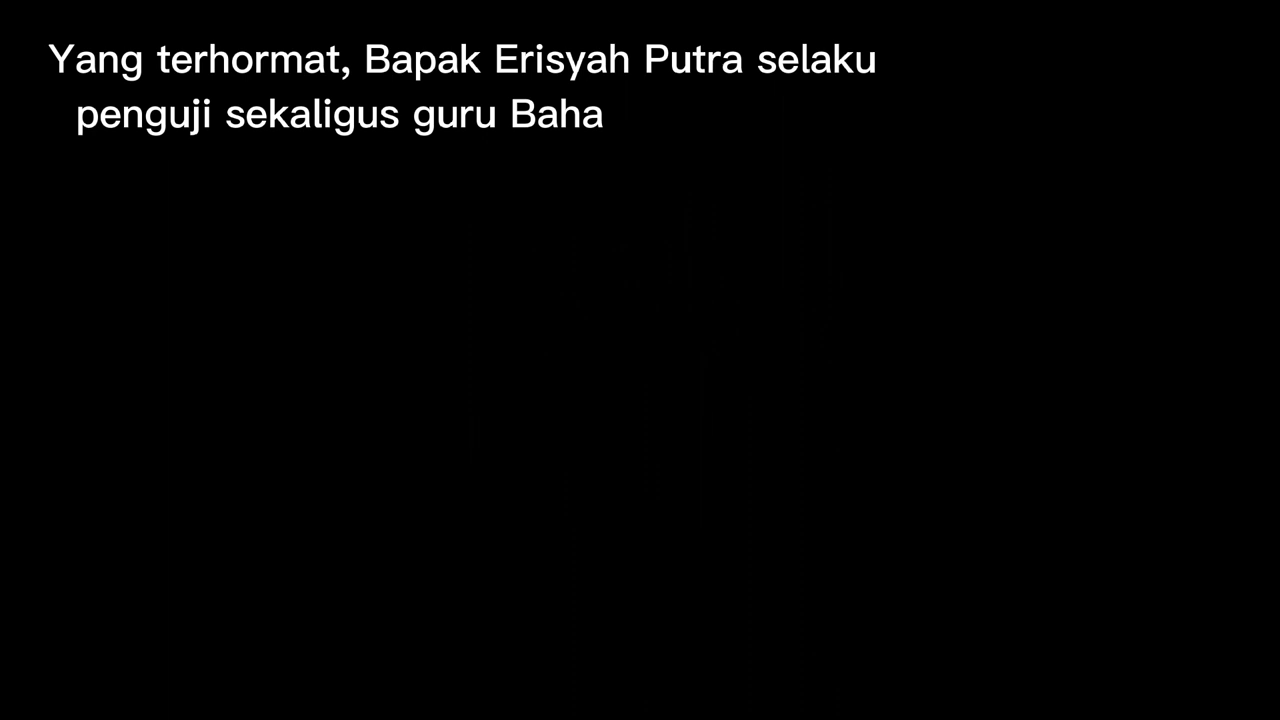 Yang terhormat, Bapak Erisyah Putra selaku
penguji sekaligus guru Baha